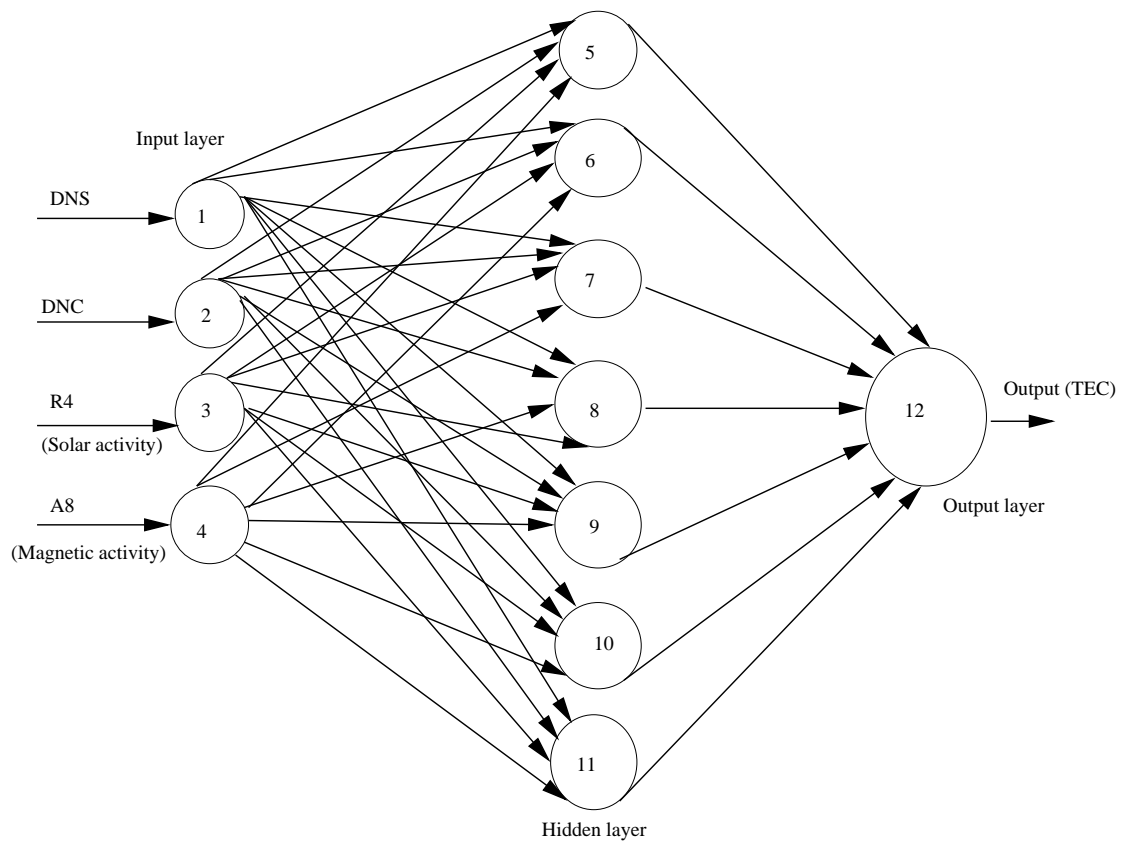 Input layer
DNS
1
DNC
2
R4
(Solar activity)
3
A8
(Magnetic activity)
4
5
6
7
8
9
10
11
Hidden layer
12
Output (TEC)
Output layer